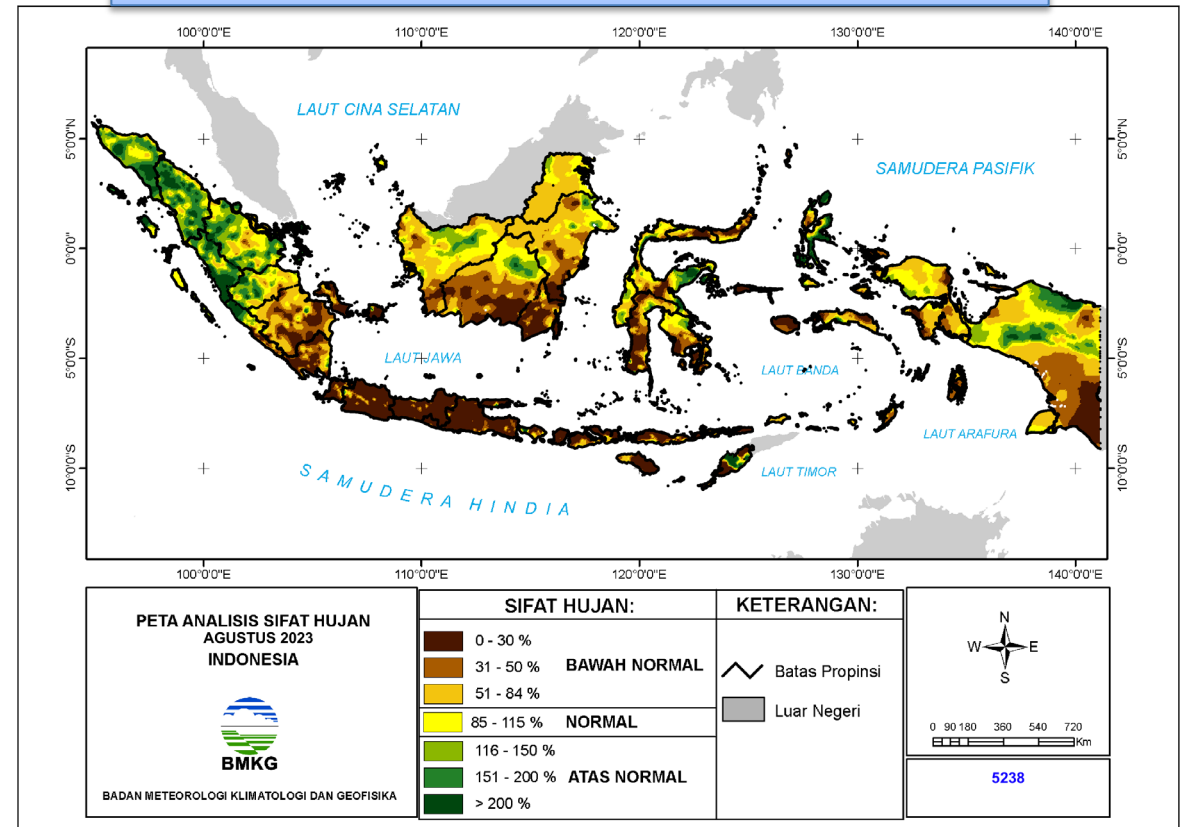 100°0'0"E 110°0'0"E 120°0'0"E 130°0'0"E 140°0'0"E
LAUT CINA SELATAN
SAMUDERA PASIFIK
5°0'0"N 5°0'0"N
0°0'0" 0°0'0"
5°0'0"S 5°0'0"S
10°0'0"S 10°0'0"S
LAUT JAWA
LAUT BANDA
LAUT ARAFURA
LAUT TIMOR
SAMUDERA HINDIA
100°0'0"E 110°0'0"E 120°0'0"E 130°0'0"E 140°0'0"E
PETA ANALISIS SIFAT HUJAN
AGUSTUS 2023
INDONESIA
BMKG
BADAN METEOROLOGI KLIMATOLOGI DAN GEOFISIKA
SIFAT HUJAN:
0 - 30 %
31 - 50 % BAWAH NORMAL
51 - 84 %
85 - 115 % NORMAL
116 - 150 %
151 - 200 % ATAS NORMAL
> 200 %
KETERANGAN:
Batas Propinsi
Luar Negeri
N
W E
S
0 90 180 360 540 720
Km
5238